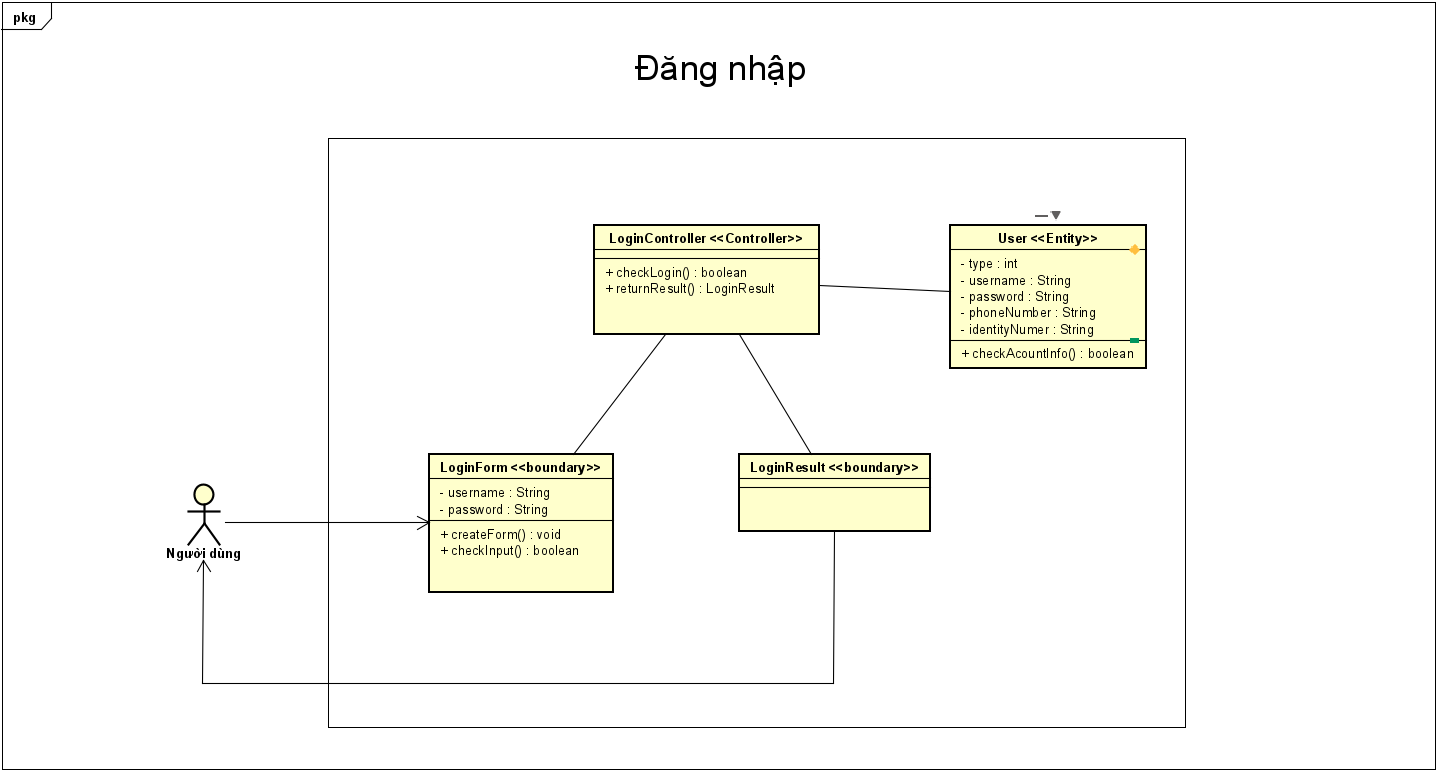 pkg
Đăng nhập
LoginController <<Controller>>
+ checkLogin() : boolean
+ returnResult() : LoginResult
User <<Entity>>
- type : int
- username : String
- password : String
- phoneNumber : String
- identityNumer : String
+ checkAcountInfo() : boolean
LoginForm <<boundary>>
- username : String
- password : String
+ createForm() : void
+ checkInput() : boolean
LoginResult <<boundary>>
Người dùng